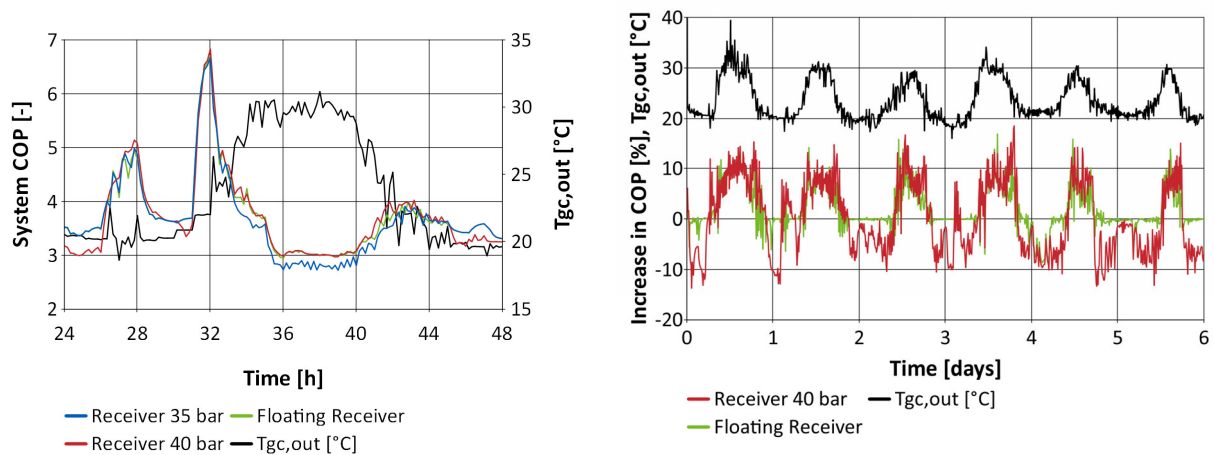 7
6
5
4
3
2
System COP [-]
35
30
25
20
15
Tgc,out [°C]
24 28 32 36 40 44 48
Time [h]
Receiver 35 bar Floating Receiver
Receiver 40 bar Tgc,out [°C]
40
30
20
10
0
-10
-20
Increase in COP [%], Tgc,out [°C]
0 1 2 3 4 5 6
Time [days]
Receiver 40 bar Tgc,out [°C]
Floating Receiver